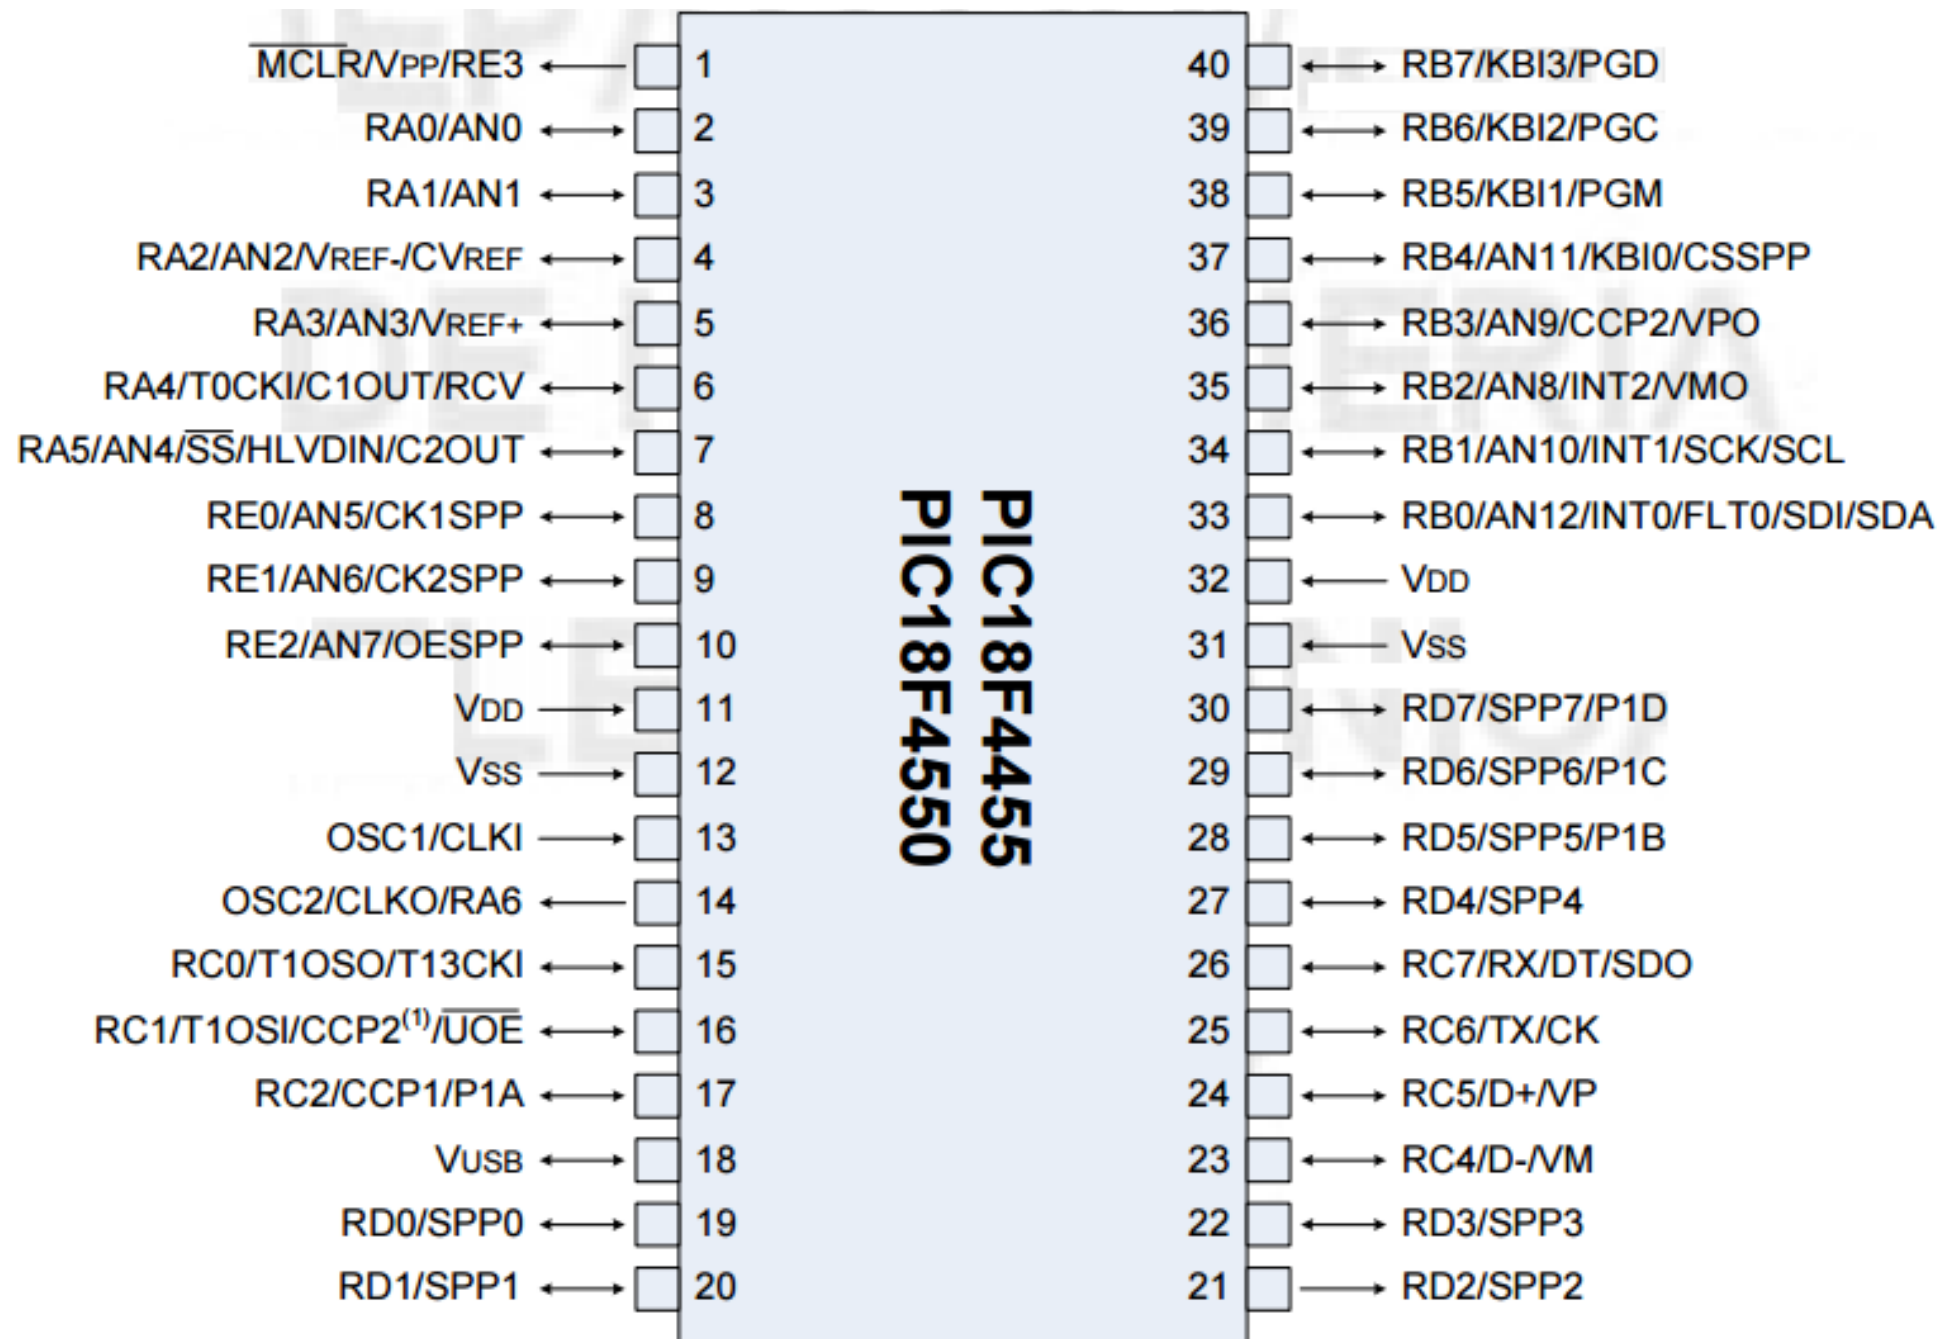 MCLR/VPP/RE3 1 40 RB7/KBI3/PGD
RA0/AN0 2 39 RB6/KBI2/PGC
RA1/AN1 3 38 RB5/KBI1/PGM
RA2/AN2/VREF-/CVREF 4 37 RB4/AN11/KBI0/CSSPP
RA3/AN3/VREF+ 5 36 RB3/AN9/CCP2/VPO
RA4/T0CKI/C1OUT/RCV 6 35 RB2/AN8/INT2/VMO
RA5/AN4/SS/HLVDIN/C2OUT 7 34 RB1/AN10/INT1/SCK/SCL
RE0/AN5/CK1SPP 8 33 RB0/AN12/INT0/FLT0/SDI/SDA
RE1/AN6/CK2SPP 9 32 VDD
RE2/AN7/OESPP 10 31 VSS
VDD 11 30 RD7/SPP7/P1D
VSS 12 29 RD6/SPP6/P1C
OSC1/CLKI 13 28 RD5/SPP5/P1B
OSC2/CLKO/RA6 14 27 RD4/SPP4
RC0/T1OSO/T13CKI 15 26 RC7/RX/DT/SDO
RC1/T1OSI/CCP2(1)/UOE 16 25 RC6/TX/CK
RC2/CCP1/P1A 17 24 RC5/D+/VP
VUSB 18 23 RC4/D-/VM
RD0/SPP0 19 22 RD3/SPP3
RD1/SPP1 20 21 RD2/SPP2
PIC18F4455
PIC18F4550